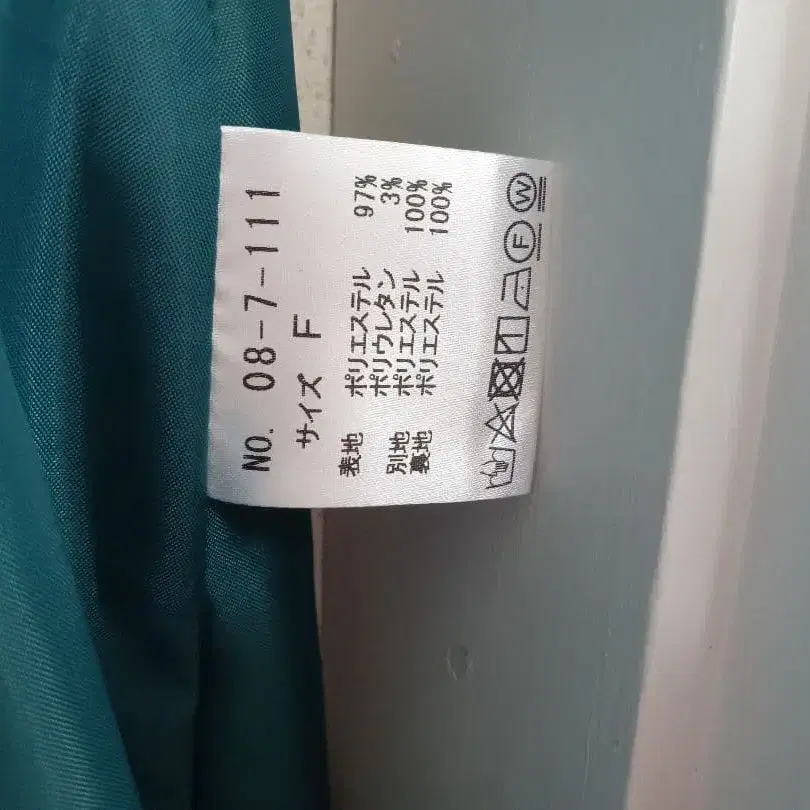 NO. 08-7-111
サイズ F
表地 ポリエステル 97%
ポリウレタン 3%
別地 ポリエステル 100%
裏地 ポリエステル 100%
F W